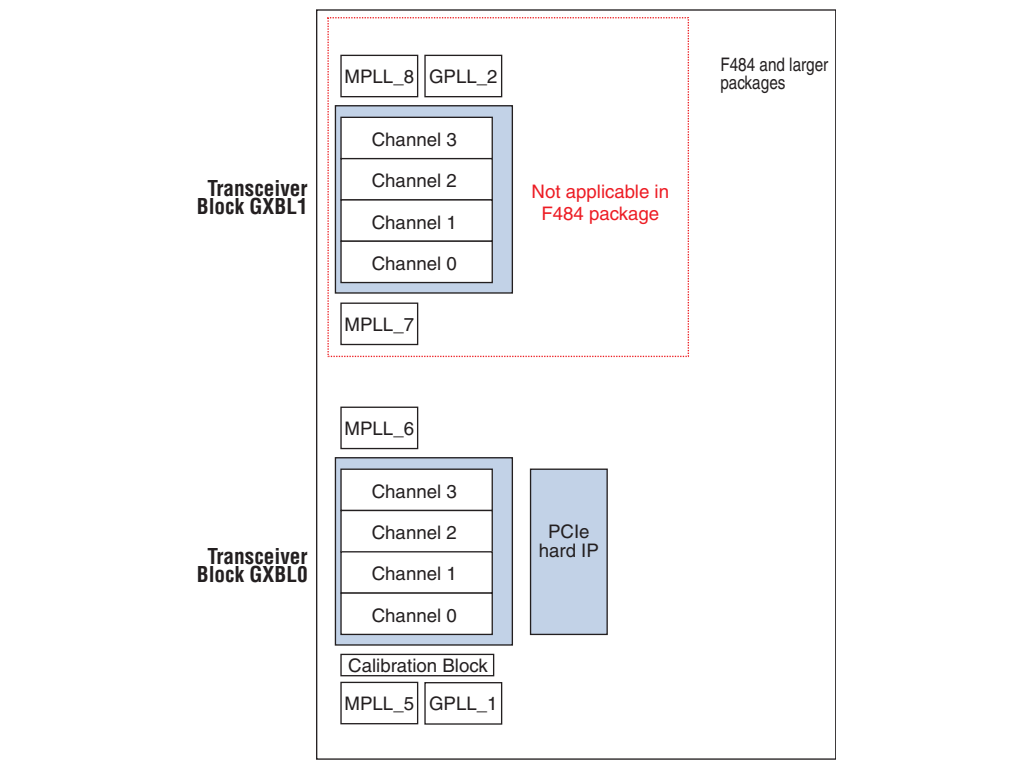 F484 and larger
packages
MPLL_8
GPLL_2
Channel 3
Channel 2
Channel 1
Channel 0
Transceiver
Block GXBL1
Not applicable in
F484 package
MPLL_7
MPLL_6
Channel 3
Channel 2
Channel 1
Channel 0
Transceiver
Block GXBL0
PCIe
hard IP
Calibration Block
MPLL_5
GPLL_1